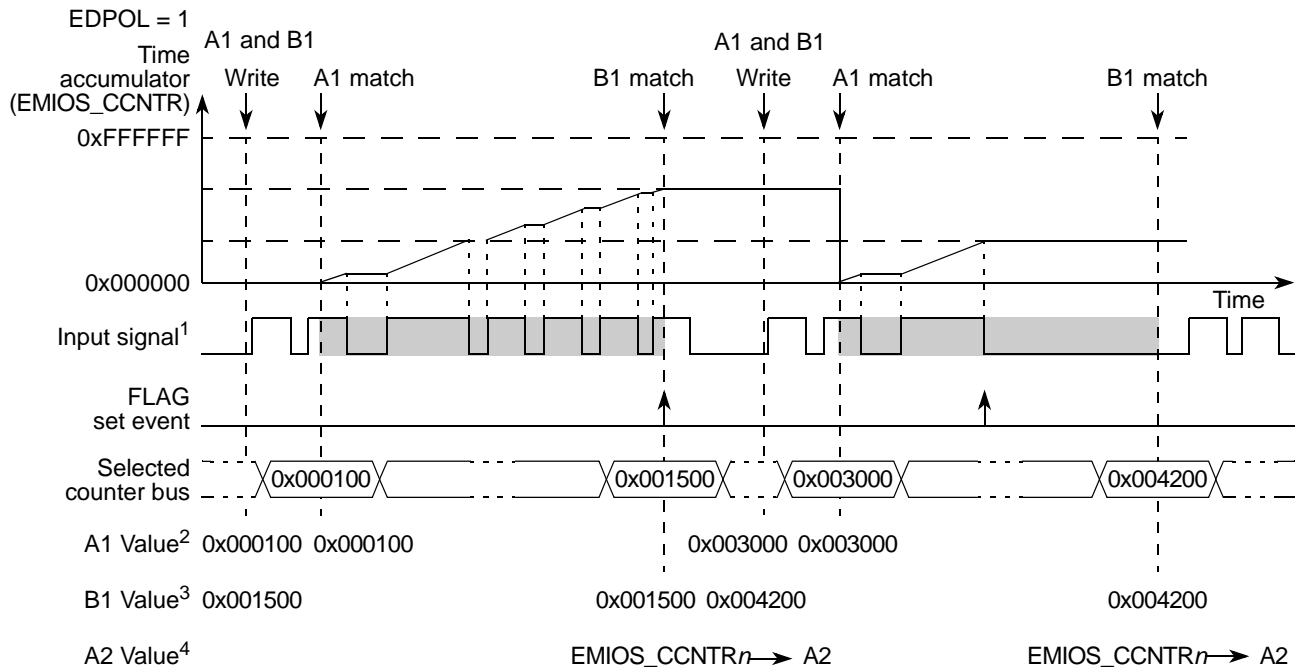 EDPOL = 1
A1 and B1
A1 and B1
Time
accumulator
(EMIOS_CCNTR)
Write
A1 match
B1 match
Write
A1 match
B1 match
0xFFFFFF
0x000000
Time
Input signal1
FLAG
set event
Selected
counter bus
0x000100
0x001500
0x003000
0x004200
A1 Value2 0x000100 0x000100 0x003000 0x003000
B1 Value3 0x001500 0x001500 0x004200 0x004200
A2 Value4 EMIOS_CCNTRn → A2 EMIOS_CCNTRn → A2